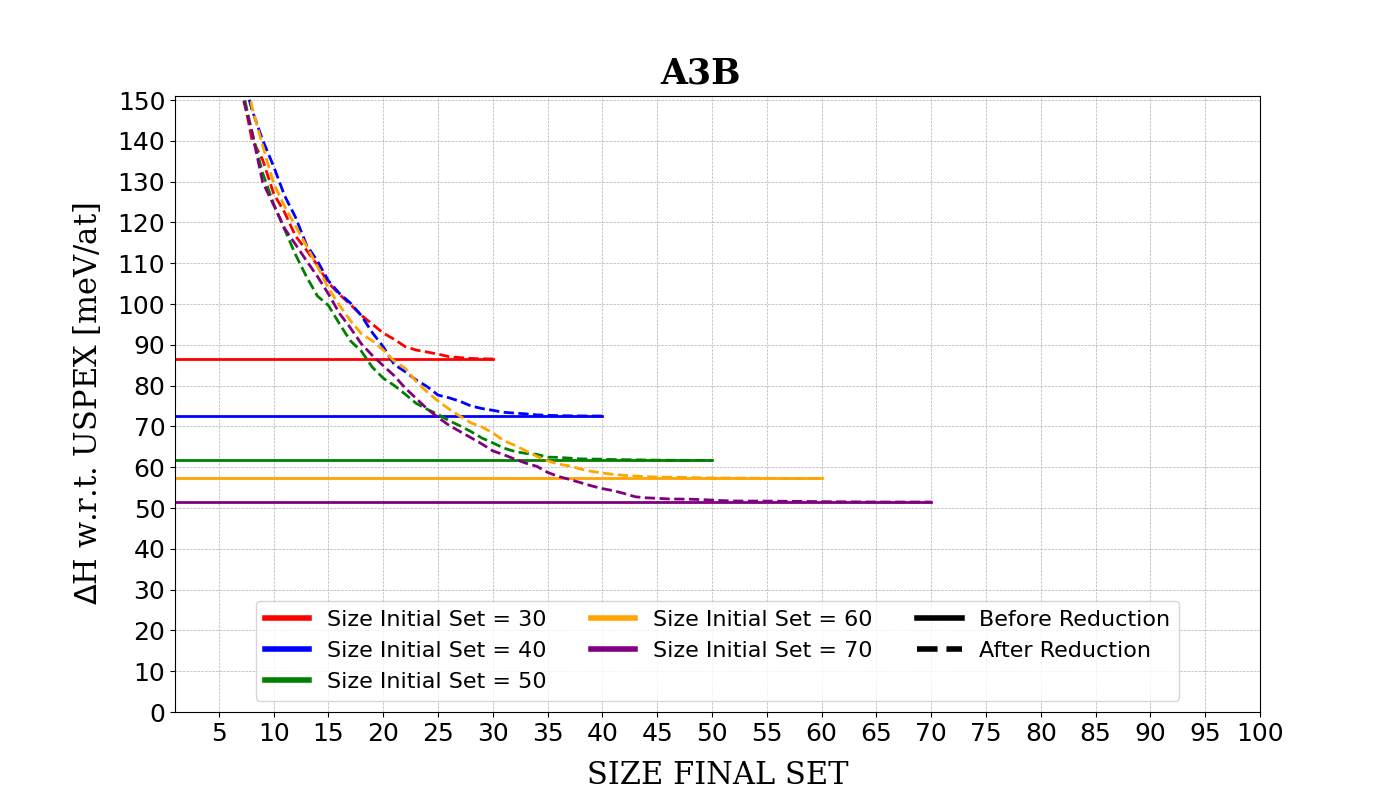 A3B
ΔH w.r.t. USPEX [meV/at]
150
140
130
120
110
100
90
80
70
60
50
40
30
20
10
0
Size Initial Set = 30
Size Initial Set = 40
Size Initial Set = 50
Size Initial Set = 60
Size Initial Set = 70
Before Reduction
After Reduction
5 10 15 20 25 30 35 40 45 50 55 60 65 70 75 80 85 90 95 100
SIZE FINAL SET